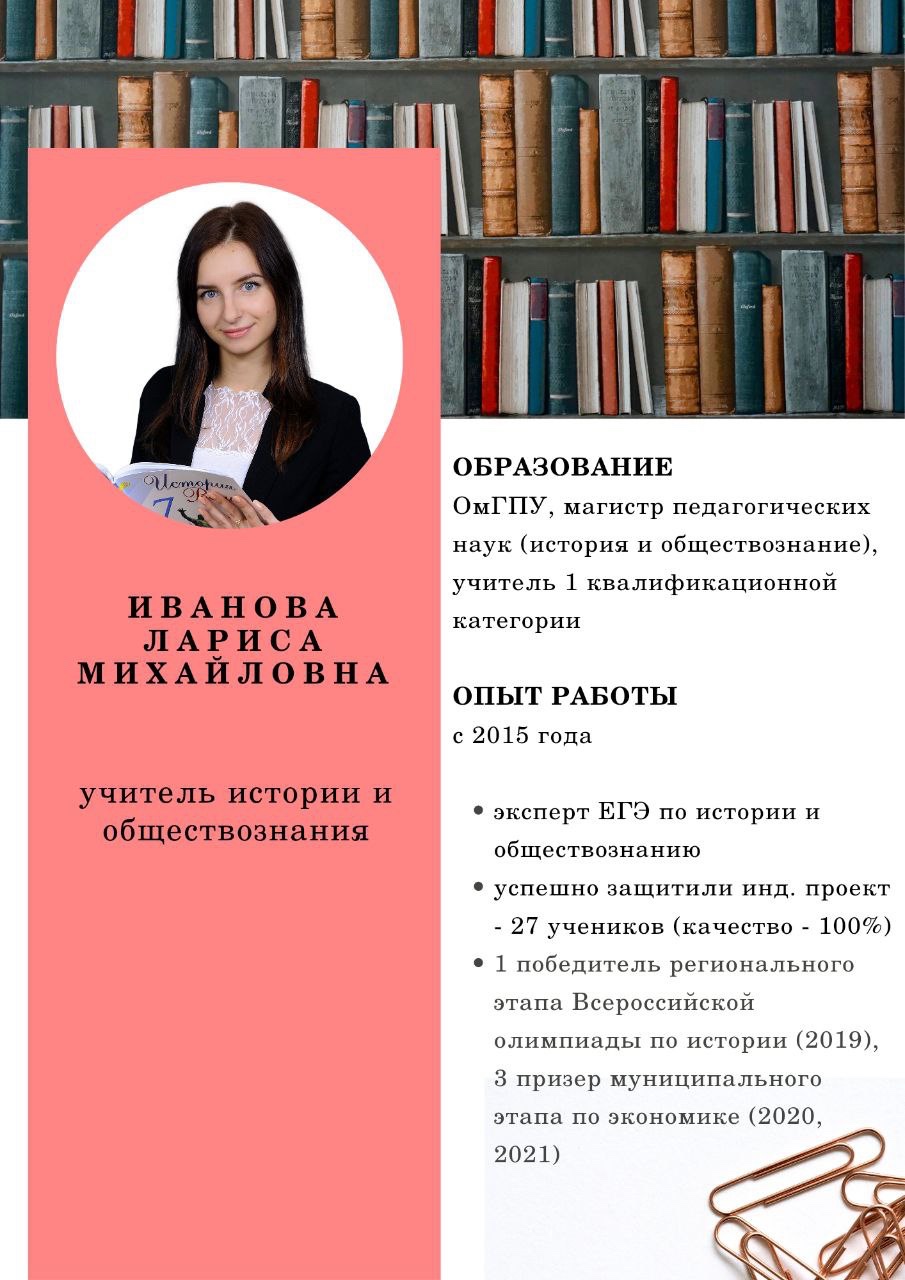 История
7
ИВАНОВА
ЛАРИСА
МИХАЙЛОВНА
учитель истории и
обществознания
ОБРАЗОВАНИЕ
ОмГПУ, магистр педагогических
наук (история и обществознание),
учитель 1 квалификационной
категории
ОПЫТ РАБОТЫ
с 2015 года
• эксперт ЕГЭ по истории и
обществознанию
• успешно защитили инд. проект
- 27 учеников (качество - 100%)
• 1 победитель регионального
этапа Всероссийской
олимпиады по истории (2019),
3 призер муниципального
этапа по экономике (2020,
2021)